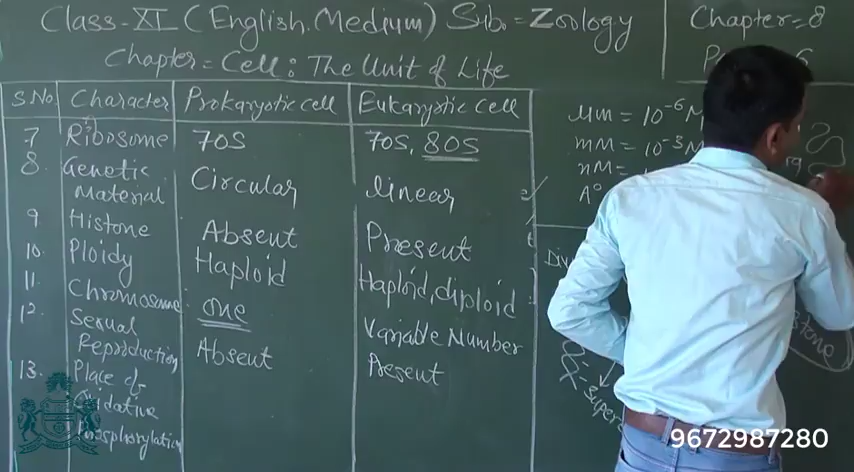 Class-XI (English Medium) Sub = Zoology
Chapter = Cell: The Unit of Life
Chapter=8
S No. Character Prokaryotic cell Eukaryotic cell
7 Ribosome 70S 70S, 80S
8. Genetic Material Circular linear
9 Histone Absent Present
10. Ploidy Haploid Haploid, diploid
11. Chromosome one Variable Number
12. Sexual Reproduction Absent Present
13. Place of Oxidative Phosphorylation
μm = 10⁻⁶ M
mm = 10⁻³ M
nM =
A°
9672987280